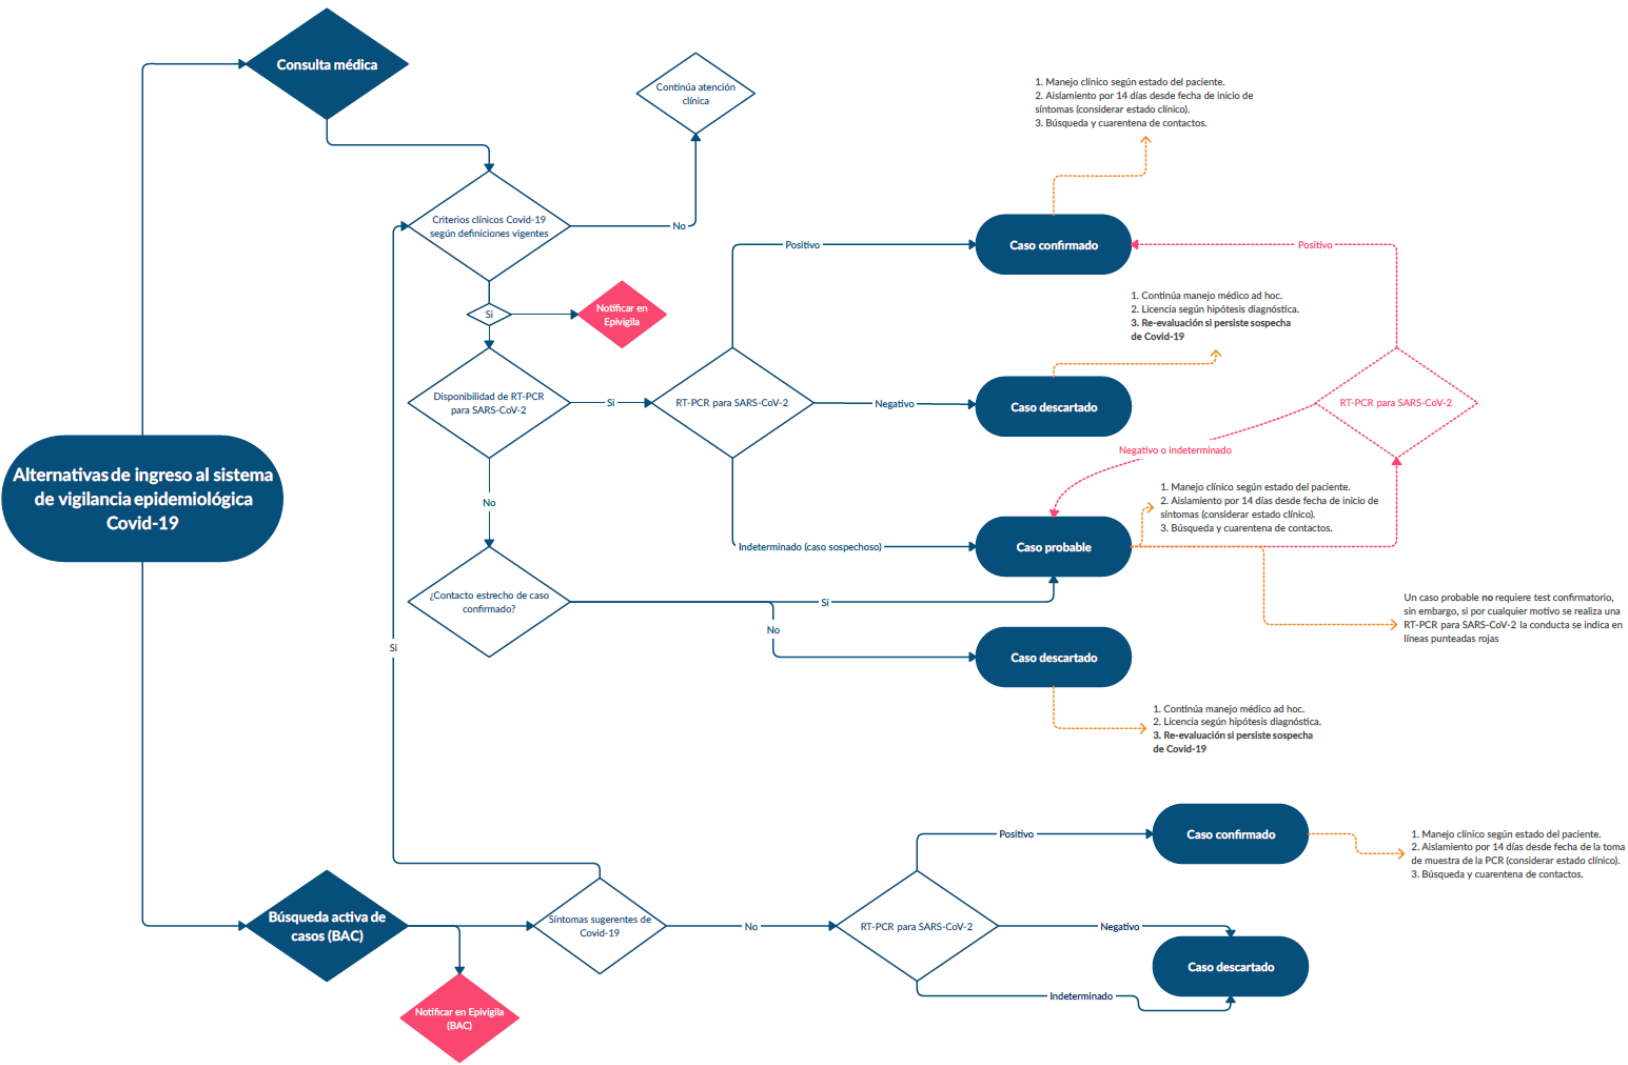 Consulta médica
Continúa atención
clínica
1. Manejo clínico según estado del paciente.
2. Aislamiento por 14 días desde fecha de inicio de
síntomas (considerar estado clínico).
3. Búsqueda y cuarentena de contactos.
Criterios clínicos Covid-19
según definiciones vigentes
No
Positivo
Caso confirmado
Positivo
Si
Notificar en
Epivigila
1. Continúa manejo médico ad hoc.
2. Licencia según hipótesis diagnóstica.
3. Re-evaluación si persiste sospecha
de Covid-19
Disponibilidad de RT-PCR
para SARS-CoV-2
Si
RT-PCR para SARS-CoV-2
Negativo
Caso descartado
RT-PCR para SARS-CoV-2
Negativo o indeterminado
Alternativas de ingreso al sistema
de vigilancia epidemiológica
Covid-19
No
1. Manejo clínico según estado del paciente.
2. Aislamiento por 14 días desde fecha de inicio de
síntomas (considerar estado clínico).
3. Búsqueda y cuarentena de contactos.
Indeterminado (caso sospechoso)
Caso probable
¿Contacto estrecho de caso
confirmado?
Si
No
Un caso probable no requiere test confirmatorio,
sin embargo, si por cualquier motivo se realiza una
RT-PCR para SARS-CoV-2 la conducta se indica en
líneas punteadas rojas
Si
Caso descartado
1. Continúa manejo médico ad hoc.
2. Licencia según hipótesis diagnóstica.
3. Re-evaluación si persiste sospecha
de Covid-19
Positivo
Caso confirmado
1. Manejo clínico según estado del paciente.
2. Aislamiento por 14 días desde fecha de la toma
de muestra de la PCR (considerar estado clínico).
3. Búsqueda y cuarentena de contactos.
Búsqueda activa de
casos (BAC)
Síntomas sugerentes de
Covid-19
No
RT-PCR para SARS-CoV-2
Negativo
Caso descartado
Indeterminado
Notificar en Epivigila
(BAC)